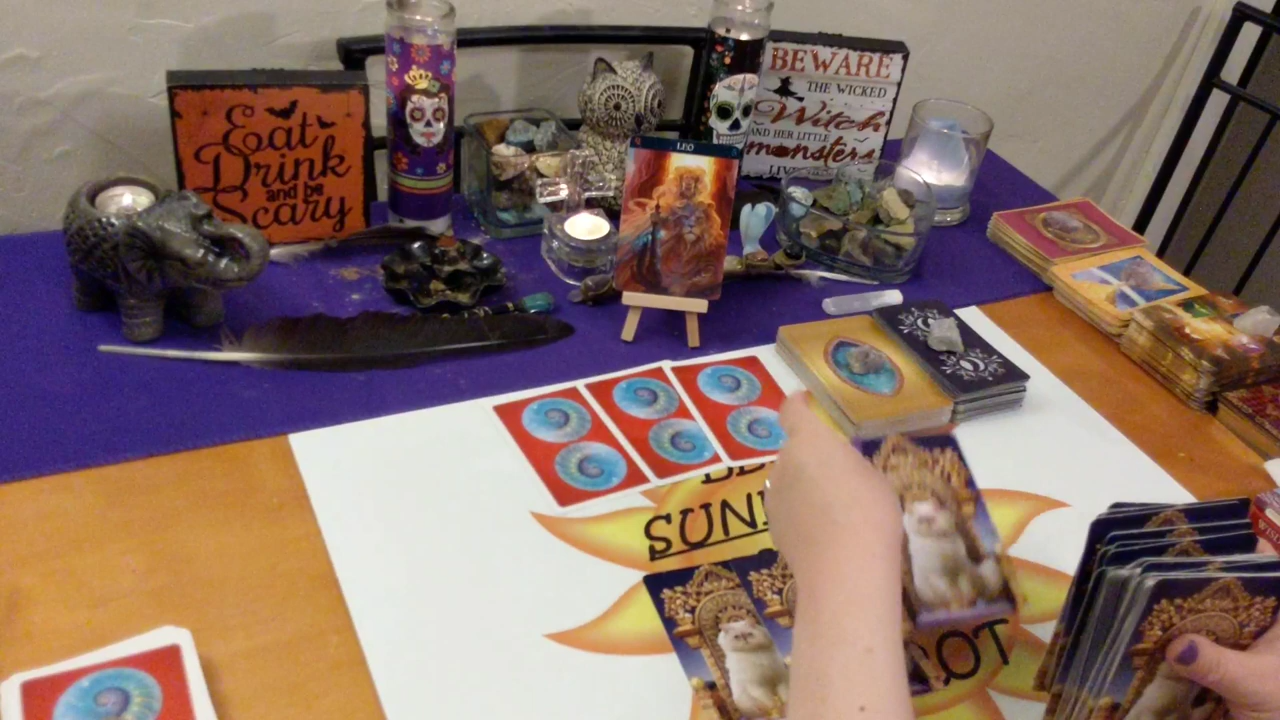 Eat
Drink
and be
Scary
BEWARE
THE WICKED
Witch
AND HER LITTLE
monsters
LEO
SUN
OT